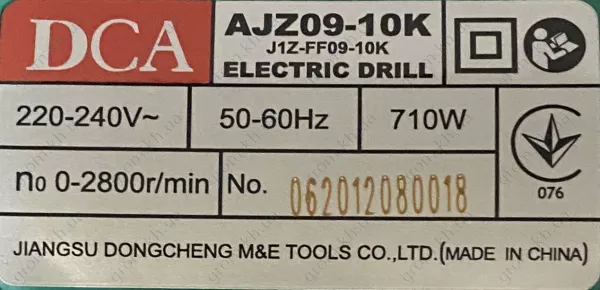 DCA
AJZ09-10K
J1Z-FF09-10K
ELECTRIC DRILL
220-240V~ 50-60Hz 710W
no 0-2800r/min No. 062012080018
076
JIANGSU DONGCHENG M&E TOOLS CO.,LTD.(MADE IN CHINA)